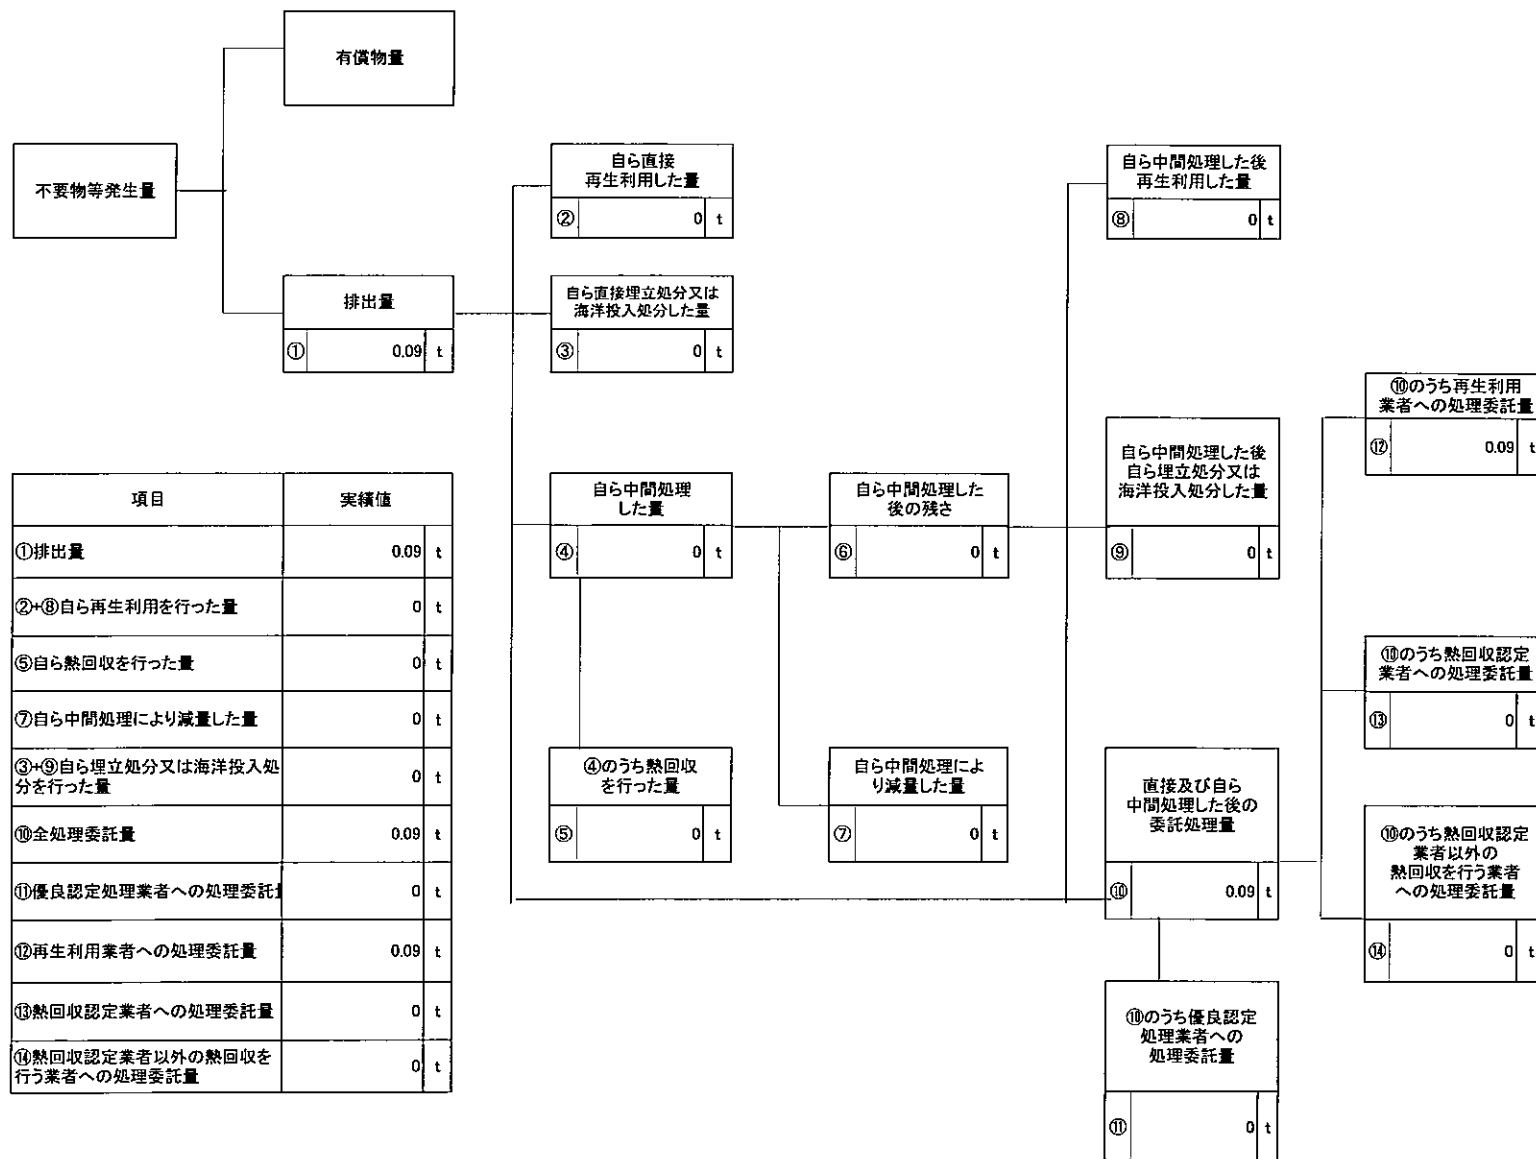 有償物量
不要物等発生量
排出量
① 0.09 t
自ら直接
再生利用した量
② 0 t
自ら直接埋立処分又は
海洋投入処分した量
③ 0 t
自ら中間処理
した量
④ 0 t
④のうち熱回収
を行った量
⑤ 0 t
自ら中間処理した
後の残さ
⑥ 0 t
自ら中間処理によ
り減量した量
⑦ 0 t
自ら中間処理した後
再生利用した量
⑧ 0 t
自ら中間処理した後
自ら埋立処分又は
海洋投入処分した量
⑨ 0 t
直接及び自ら
中間処理した後の
委託処理量
⑩ 0.09 t
⑩のうち優良認定
処理業者への
処理委託量
⑪ 0 t
⑩のうち再生利用
業者への処理委託量
⑫ 0.09 t
⑩のうち熱回収認定
業者への処理委託量
⑬ 0 t
⑩のうち熱回収認定
業者以外の
熱回収を行う業者
への処理委託量
⑭ 0 t
項目 実績値
①排出量 0.09 t
②+⑧自ら再生利用を行った量 0 t
⑤自ら熱回収を行った量 0 t
⑦自ら中間処理により減量した量 0 t
③+⑨自ら埋立処分又は海洋投入処
分を行った量 0 t
⑩全処理委託量 0.09 t
⑪優良認定処理業者への処理委託 0 t
⑫再生利用業者への処理委託量 0.09 t
⑬熱回収認定業者への処理委託量 0 t
⑭熱回収認定業者以外の熱回収を
行う業者への処理委託量 0 t